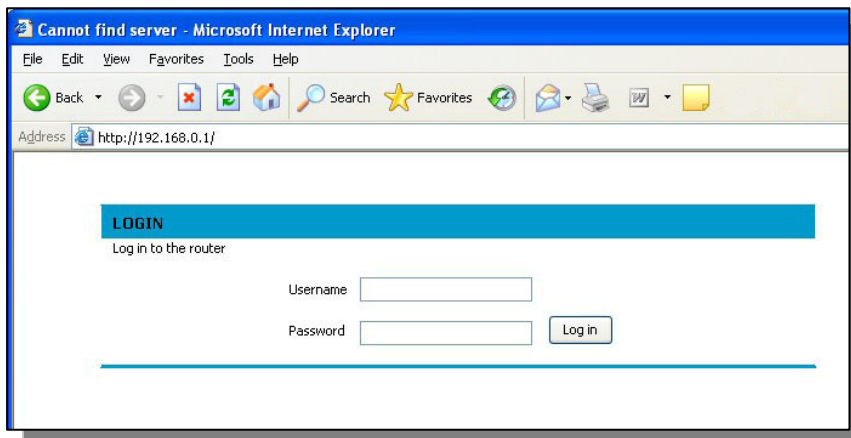 Cannot find server - Microsoft Internet Explorer
File Edit View Favorites Tools Help
Back Search Favorites W
Address http://192.168.0.1/
LOGIN
Log in to the router
Username
Password Log in